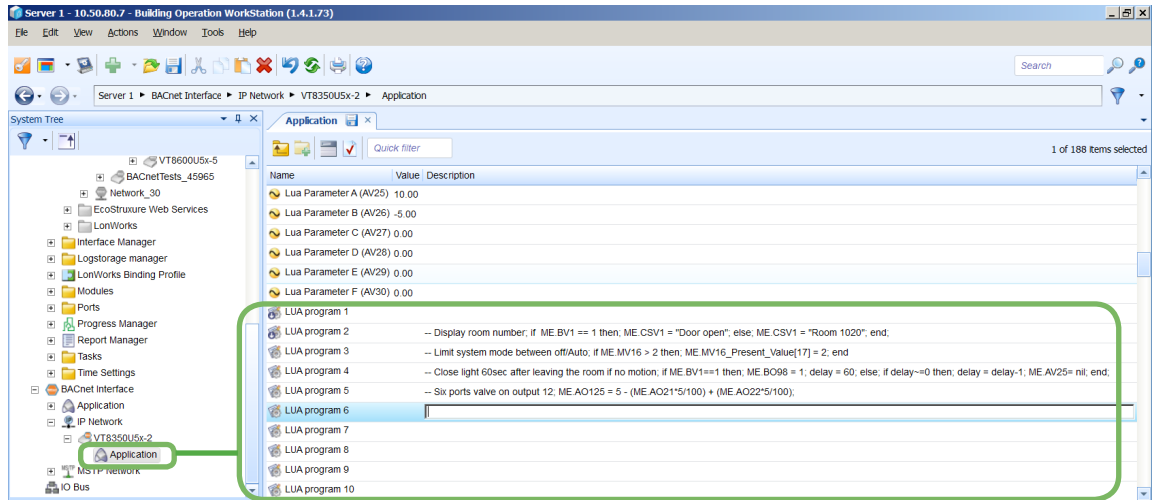 Server 1 - 10.50.80.7 - Building Operation WorkStation (1.4.1.73)
File Edit View Actions Window Tools Help
Search
Server 1 ▶ BACnet Interface ▶ IP Network ▶ VT8350U5x-2 ▶ Application
System Tree
Application
Quick filter
1 of 188 items selected
VT8600U5x-5
BACnetTests_45965
Network_30
EcoStruxure Web Services
LonWorks
Interface Manager
Logstorage manager
LonWorks Binding Profile
Modules
Ports
Progress Manager
Report Manager
Tasks
Time Settings
BACnet Interface
Application
IP Network
VT8350U5x-2
Application
MSTP Network
IO Bus
Name Value Description
Lua Parameter A (AV25) 10.00
Lua Parameter B (AV26) -5.00
Lua Parameter C (AV27) 0.00
Lua Parameter D (AV28) 0.00
Lua Parameter E (AV29) 0.00
Lua Parameter F (AV30) 0.00
LUA program 1
LUA program 2 -- Display room number; if ME.BV1 == 1 then; ME.CSV1 = "Door open"; else; ME.CSV1 = "Room 1020"; end;
LUA program 3 -- Limit system mode between off/Auto; if ME.MV16 > 2 then; ME.MV16_Present_Value[17] = 2; end
LUA program 4 -- Close light 60sec after leaving the room if no motion; if ME.BV1==1 then; ME.BO98 = 1; delay = 60; else; if delay~=0 then; delay = delay-1; ME.AV25= nil; end;
LUA program 5 -- Six ports valve on output 12; ME.AO125 = 5 - (ME.AO21*5/100) + (ME.AO22*5/100);
LUA program 6
LUA program 7
LUA program 8
LUA program 9
LUA program 10